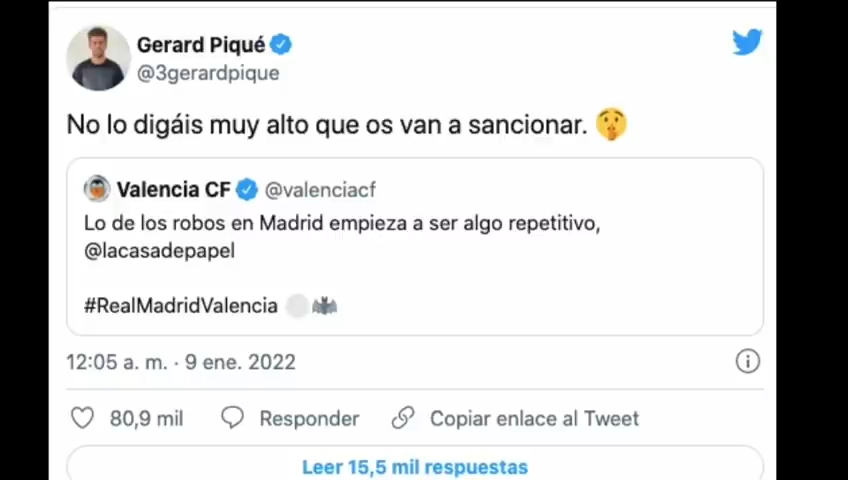 Gerard Piqué
@3gerardpique
No lo digáis muy alto que os van a sancionar. 🤫
Valencia CF @valenciacf
Lo de los robos en Madrid empieza a ser algo repetitivo,
@lacasadepapel
#RealMadridValencia ⚪🦇
12:05 a. m. · 9 ene. 2022
80,9 mil Responder Copiar enlace al Tweet
Leer 15,5 mil respuestas